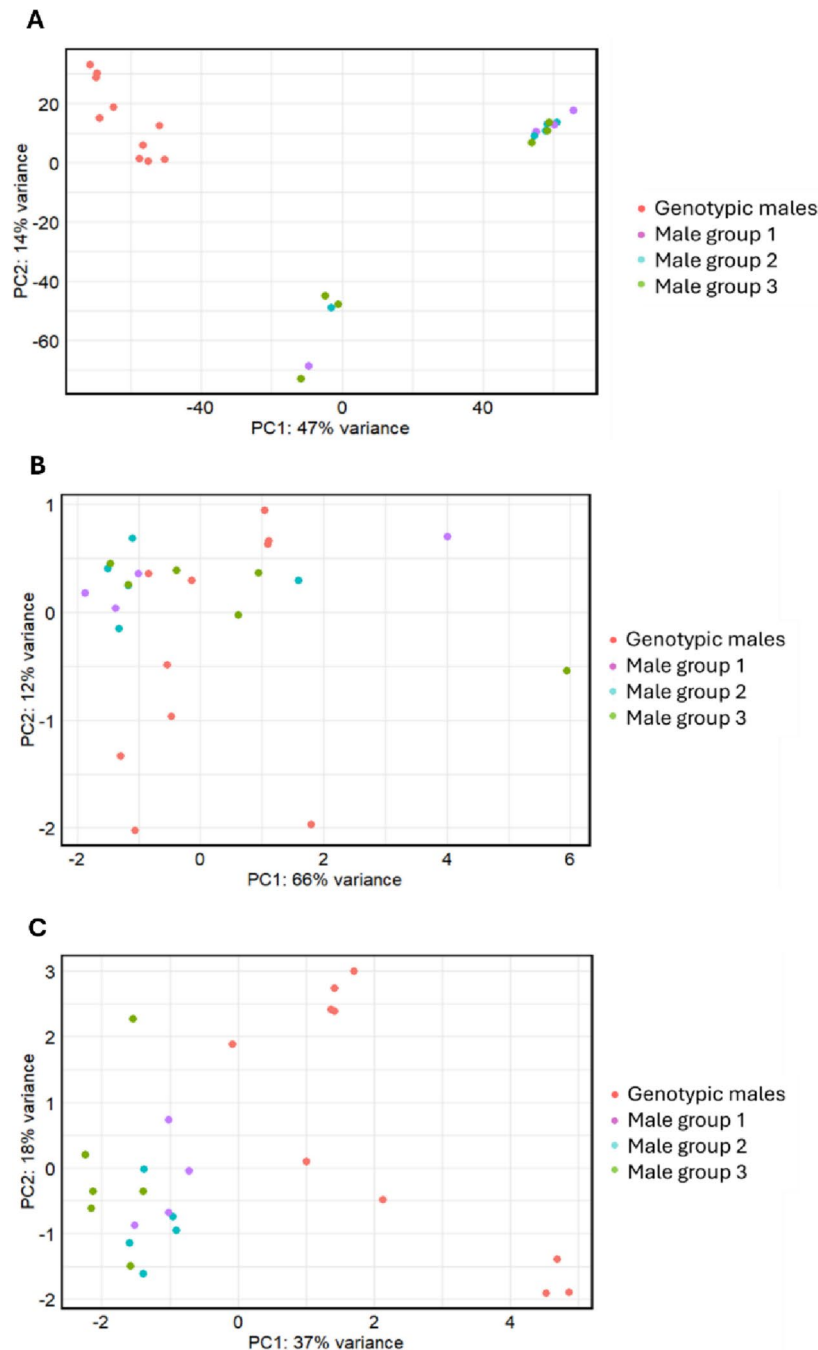 A
20
0
-20
-40
-60
PC2: 14% variance
-40
0
40
PC1: 47% variance
Genotypic males
Male group 1
Male group 2
Male group 3
B
1
0
-1
-2
PC2: 12% variance
-2
0
2
4
6
PC1: 66% variance
Genotypic males
Male group 1
Male group 2
Male group 3
C
3
2
1
0
-1
-2
PC2: 18% variance
-2
0
2
4
PC1: 37% variance
Genotypic males
Male group 1
Male group 2
Male group 3